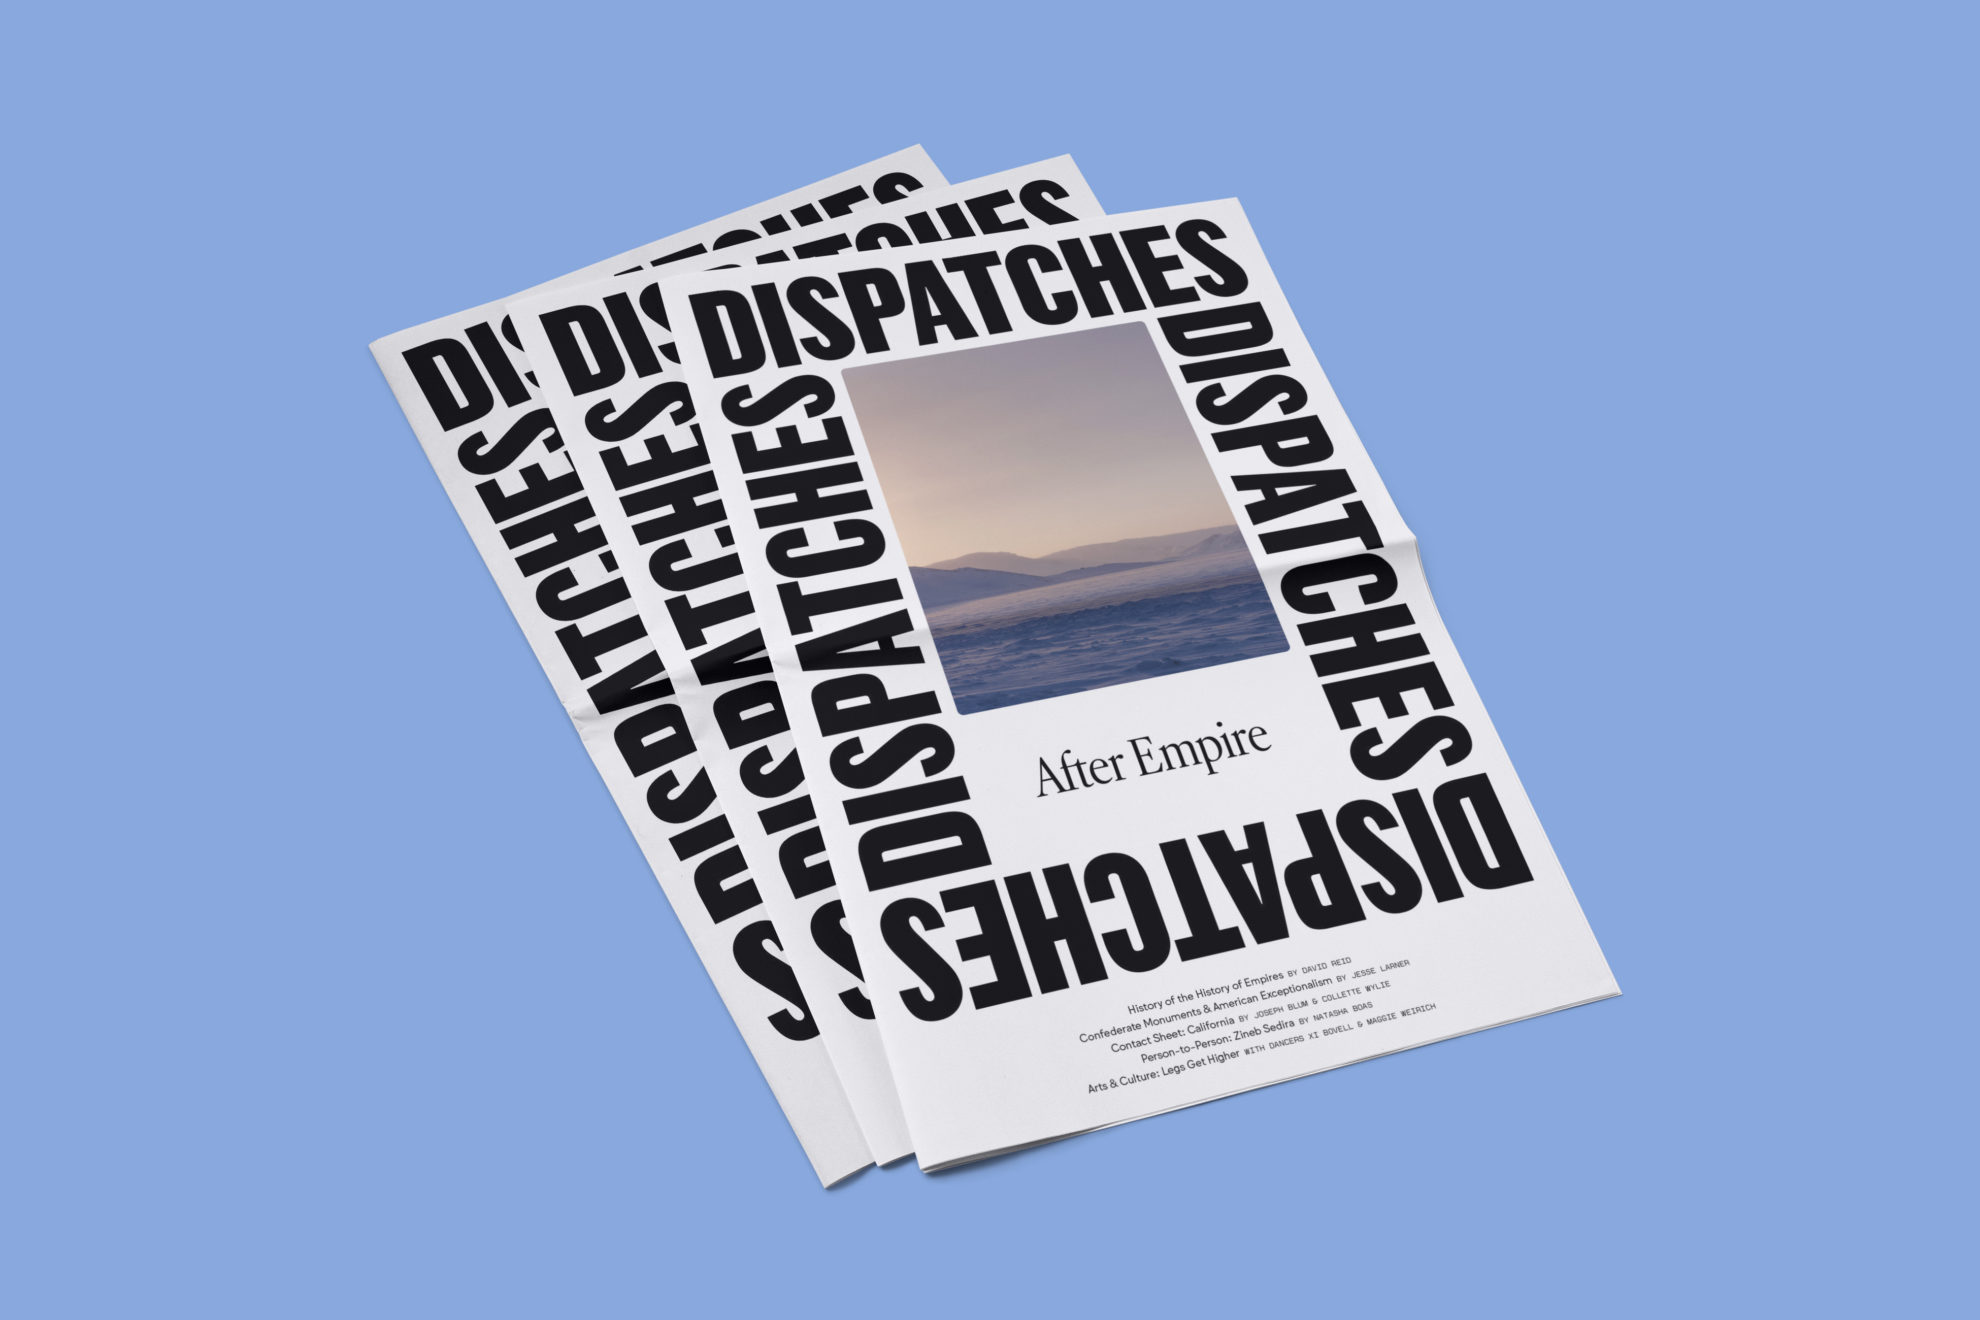 DISPATCHES
DISPATCHES
DISPATCHES
After Empire
DISPATCHES
History of the History of Empires BY DAVID REID
Confederate Monuments & American Exceptionalism BY JESSE LARNER
Contact Sheet: California BY JOSEPH BLUM & COLLETTE WYLIE
Person-to-Person: Zineb Sedira BY NATASHA BOAS
Arts & Culture: Legs Get Higher WITH DANCERS XI BOVELL & MAGGIE WEIRICH